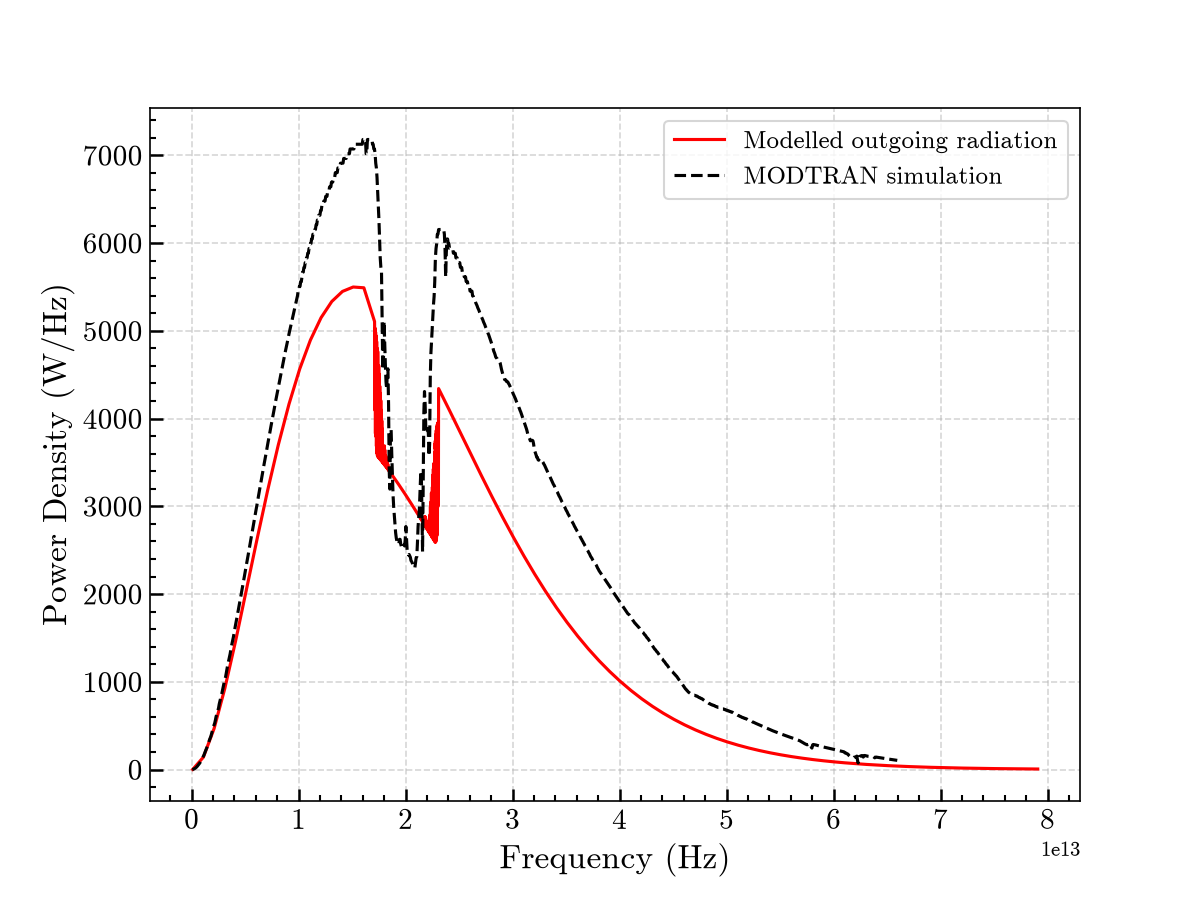 Modelled outgoing radiation
MODTRAN simulation
Power Density (W/Hz)
7000
6000
5000
4000
3000
2000
1000
0
0 1 2 3 4 5 6 7 8
1e13
Frequency (Hz)